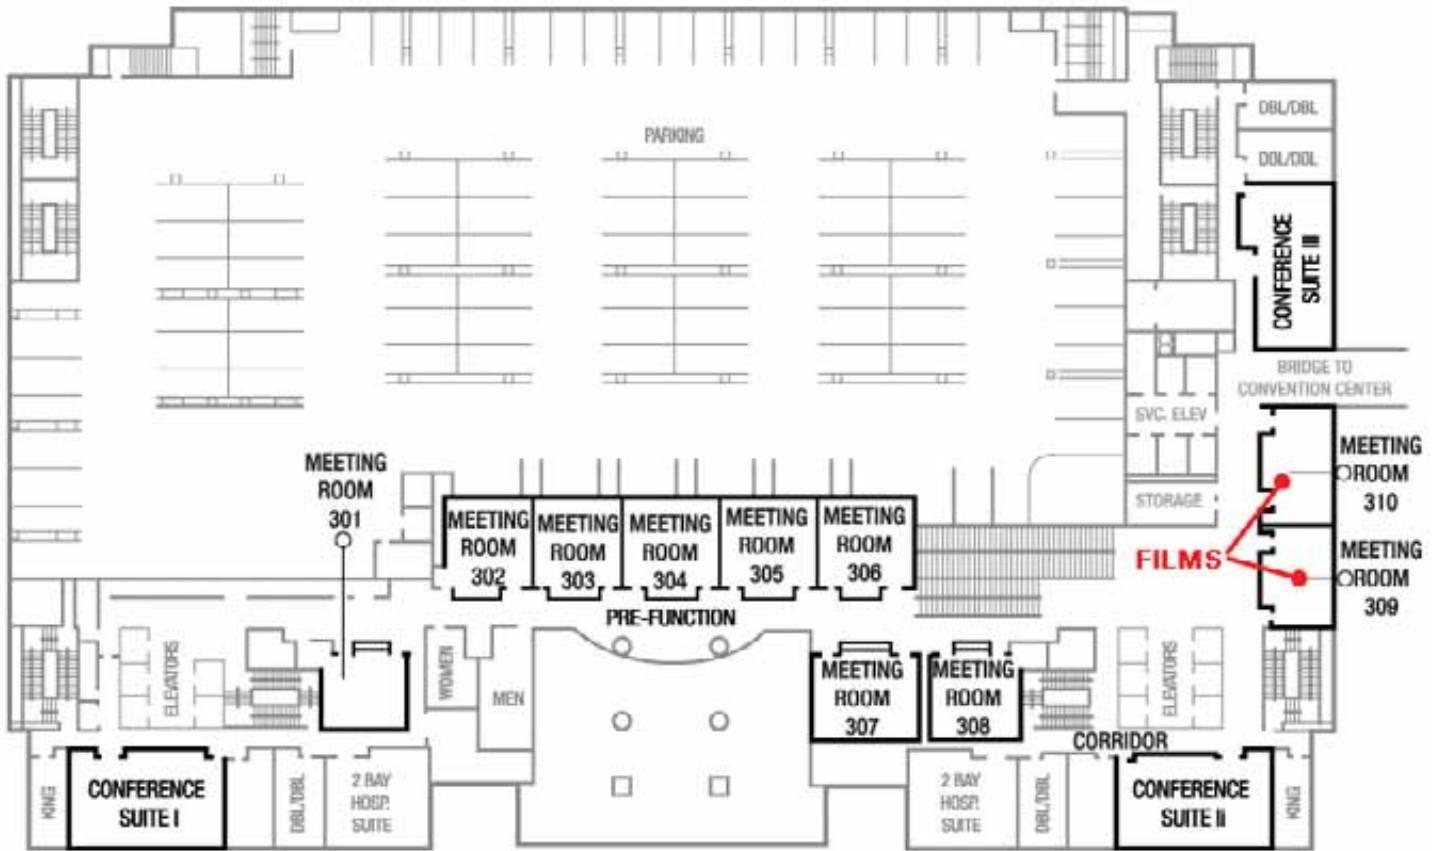 PARKING
DBL/DBL
DBL/DBL
CONFERENCE
SUITE III
BRIDGE TO
CONVENTION CENTER
SVC. ELEV
STORAGE
MEETING
ROOM
310
MEETING
ROOM
309
FILMS
MEETING
ROOM
301
MEETING
ROOM
302
MEETING
ROOM
303
MEETING
ROOM
304
MEETING
ROOM
305
MEETING
ROOM
306
PRE-FUNCTION
ELEVATORS
WOMEN
MEN
MEETING
ROOM
307
MEETING
ROOM
308
ELEVATORS
CORRIDOR
KING
CONFERENCE
SUITE I
DBL/DBL
2 BAY
HOSP.
SUITE
2 BAY
HOSP.
SUITE
DBL/DBL
CONFERENCE
SUITE Ii
KING